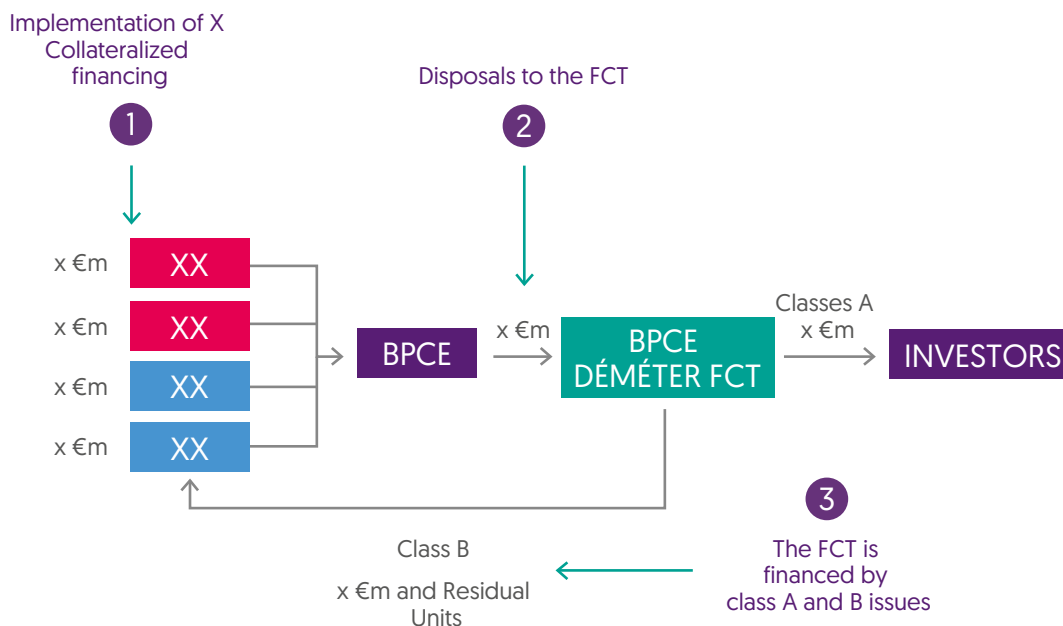 Implementation of X
Collateralized
financing
1
Disposals to the FCT
2
x €m
XX
x €m
XX
x €m
XX
x €m
XX
BPCE
x €m
BPCE
DÉMÉTER FCT
Classes A
x €m
INVESTORS
3
The FCT is
financed by
class A and B issues
Class B
x €m and Residual
Units